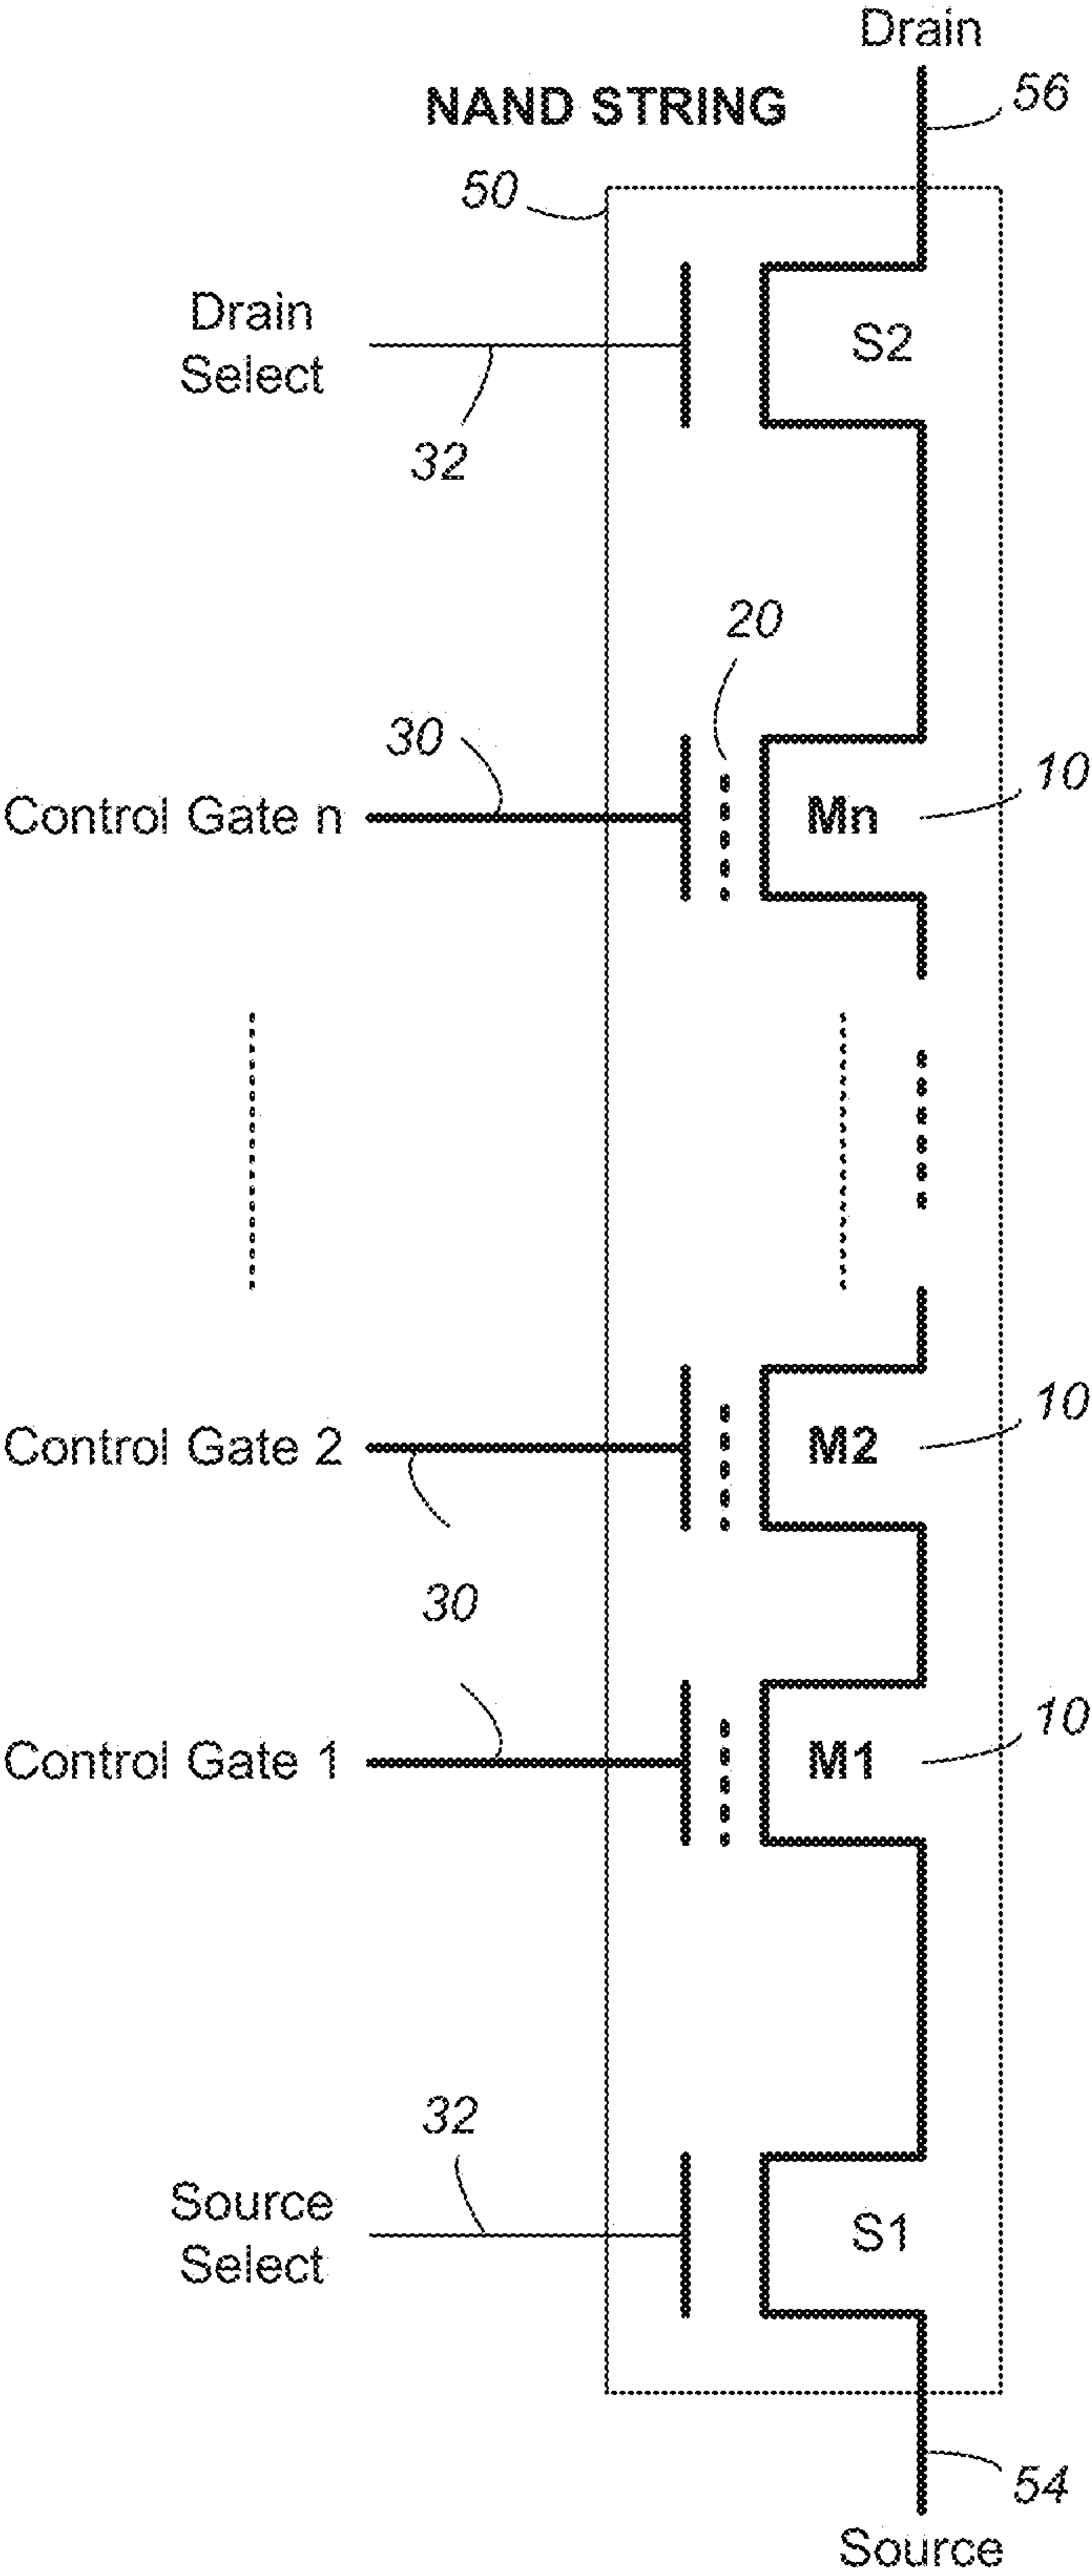 Drain
56
NAND STRING
50
Drain
Select
S2
32
20
30
10
Control Gate n
Mn
10
Control Gate 2
M2
30
10
Control Gate 1
M1
32
Source
Select
S1
54
Source